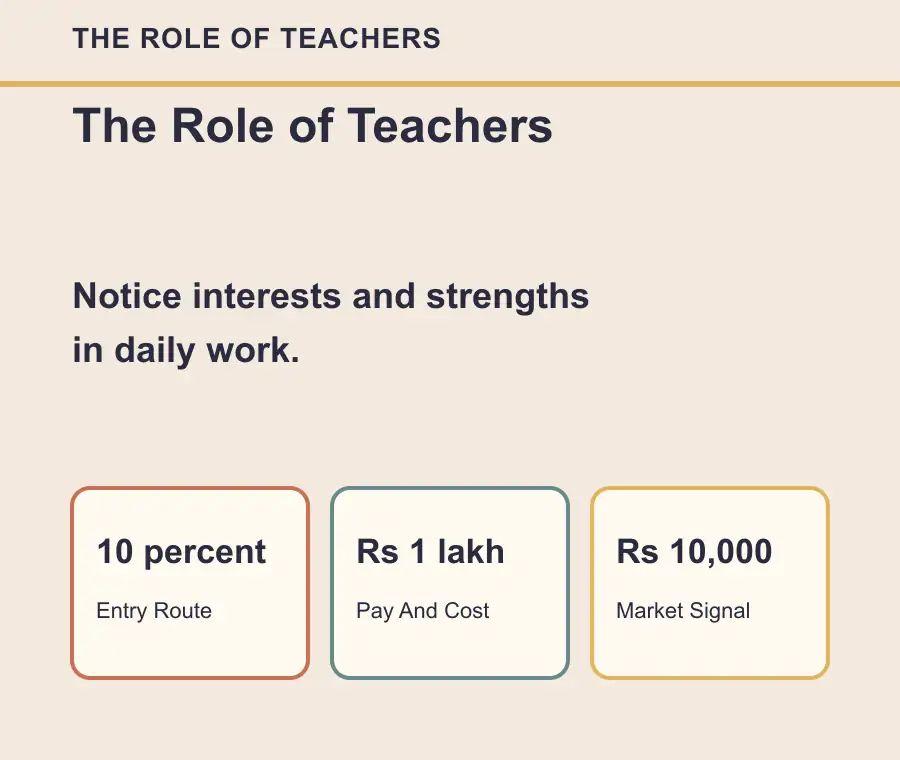 THE ROLE OF TEACHERS
The Role of Teachers
Notice interests and strengths
in daily work.
10 percent
Entry Route
Rs 1 lakh
Pay And Cost
Rs 10,000
Market Signal